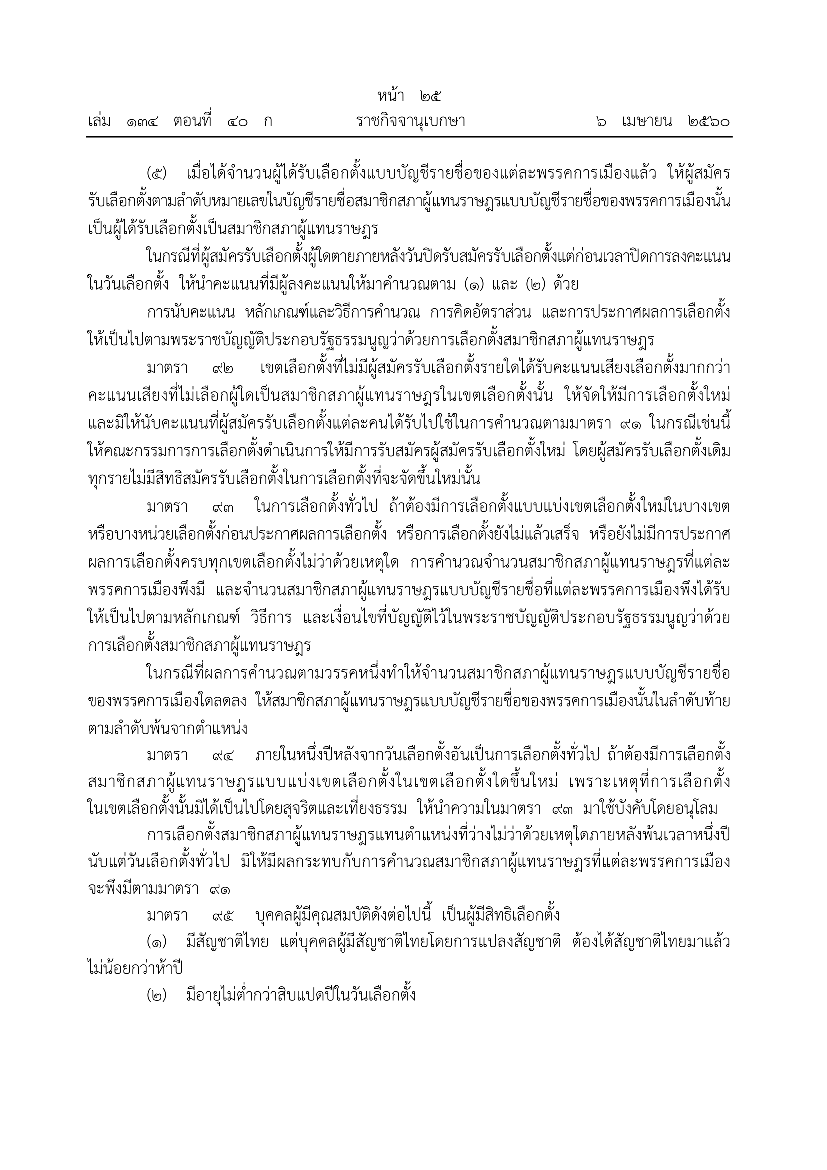 หน้า ๒๕
เล่ม ๑๓๔ ตอนที่ ๔๐ ก ราชกิจจานุเบกษา ๖ เมษายน ๒๕๖๐
(๕) เมื่อได้จำนวนผู้ได้รับเลือกตั้งแบบบัญชีรายชื่อของแต่ละพรรคการเมืองแล้ว ให้ผู้สมัคร
รับเลือกตั้งตามลำดับหมายเลขในบัญชีรายชื่อสมาชิกสภาผู้แทนราษฎรแบบบัญชีรายชื่อของพรรคการเมืองนั้น
เป็นผู้ได้รับเลือกตั้งเป็นสมาชิกสภาผู้แทนราษฎร
ในกรณีที่ผู้สมัครรับเลือกตั้งผู้ใดตายภายหลังวันปิดรับสมัครรับเลือกตั้งแต่ก่อนเวลาปิดการลงคะแนน
ในวันเลือกตั้ง ให้นำคะแนนที่มีผู้ลงคะแนนให้มาคำนวณตาม (๑) และ (๒) ด้วย
การนับคะแนน หลักเกณฑ์และวิธีการคำนวณ การคิดอัตราส่วน และการประกาศผลการเลือกตั้ง
ให้เป็นไปตามพระราชบัญญัติประกอบรัฐธรรมนูญว่าด้วยการเลือกตั้งสมาชิกสภาผู้แทนราษฎร
มาตรา ๙๒ เขตเลือกตั้งที่ไม่มีผู้สมัครรับเลือกตั้งรายใดได้รับคะแนนเสียงเลือกตั้งมากกว่า
คะแนนเสียงที่ไม่เลือกผู้ใดเป็นสมาชิกสภาผู้แทนราษฎรในเขตเลือกตั้งนั้น ให้จัดให้มีการเลือกตั้งใหม่
และมิให้นับคะแนนที่ผู้สมัครรับเลือกตั้งแต่ละคนได้รับไปใช้ในการคำนวณตามมาตรา ๙๑ ในกรณีเช่นนี้
ให้คณะกรรมการการเลือกตั้งดำเนินการให้มีการรับสมัครผู้สมัครรับเลือกตั้งใหม่ โดยผู้สมัครรับเลือกตั้งเดิม
ทุกรายไม่มีสิทธิสมัครรับเลือกตั้งในการเลือกตั้งที่จะจัดขึ้นใหม่นั้น
มาตรา ๙๓ ในการเลือกตั้งทั่วไป ถ้าต้องมีการเลือกตั้งแบบแบ่งเขตเลือกตั้งใหม่ในบางเขต
หรือบางหน่วยเลือกตั้งก่อนประกาศผลการเลือกตั้ง หรือการเลือกตั้งยังไม่แล้วเสร็จ หรือยังไม่มีการประกาศ
ผลการเลือกตั้งครบทุกเขตเลือกตั้งไม่ว่าด้วยเหตุใด การคำนวณจำนวนสมาชิกสภาผู้แทนราษฎรที่แต่ละ
พรรคการเมืองพึงมี และจำนวนสมาชิกสภาผู้แทนราษฎรแบบบัญชีรายชื่อที่แต่ละพรรคการเมืองพึงได้รับ
ให้เป็นไปตามหลักเกณฑ์ วิธีการ และเงื่อนไขที่บัญญัติไว้ในพระราชบัญญัติประกอบรัฐธรรมนูญว่าด้วย
การเลือกตั้งสมาชิกสภาผู้แทนราษฎร
ในกรณีที่ผลการคำนวณตามวรรคหนึ่งทำให้จำนวนสมาชิกสภาผู้แทนราษฎรแบบบัญชีรายชื่อ
ของพรรคการเมืองใดลดลง ให้สมาชิกสภาผู้แทนราษฎรแบบบัญชีรายชื่อของพรรคการเมืองนั้นในลำดับท้าย
ตามลำดับพ้นจากตำแหน่ง
มาตรา ๙๔ ภายในหนึ่งปีหลังจากวันเลือกตั้งอันเป็นการเลือกตั้งทั่วไป ถ้าต้องมีการเลือกตั้ง
สมาชิกสภาผู้แทนราษฎรแบบแบ่งเขตเลือกตั้งในเขตเลือกตั้งใดขึ้นใหม่ เพราะเหตุที่การเลือกตั้ง
ในเขตเลือกตั้งนั้นมิได้เป็นไปโดยสุจริตและเที่ยงธรรม ให้นำความในมาตรา ๙๓ มาใช้บังคับโดยอนุโลม
การเลือกตั้งสมาชิกสภาผู้แทนราษฎรแทนตำแหน่งที่ว่างไม่ว่าด้วยเหตุใดภายหลังพ้นเวลาหนึ่งปี
นับแต่วันเลือกตั้งทั่วไป มิให้มีผลกระทบกับการคำนวณสมาชิกสภาผู้แทนราษฎรที่แต่ละพรรคการเมือง
จะพึงมีตามมาตรา ๙๑
มาตรา ๙๕ บุคคลผู้มีคุณสมบัติดังต่อไปนี้ เป็นผู้มีสิทธิเลือกตั้ง
(๑) มีสัญชาติไทย แต่บุคคลผู้มีสัญชาติไทยโดยการแปลงสัญชาติ ต้องได้สัญชาติไทยมาแล้ว
ไม่น้อยกว่าห้าปี
(๒) มีอายุไม่ต่ำกว่าสิบแปดปีในวันเลือกตั้ง